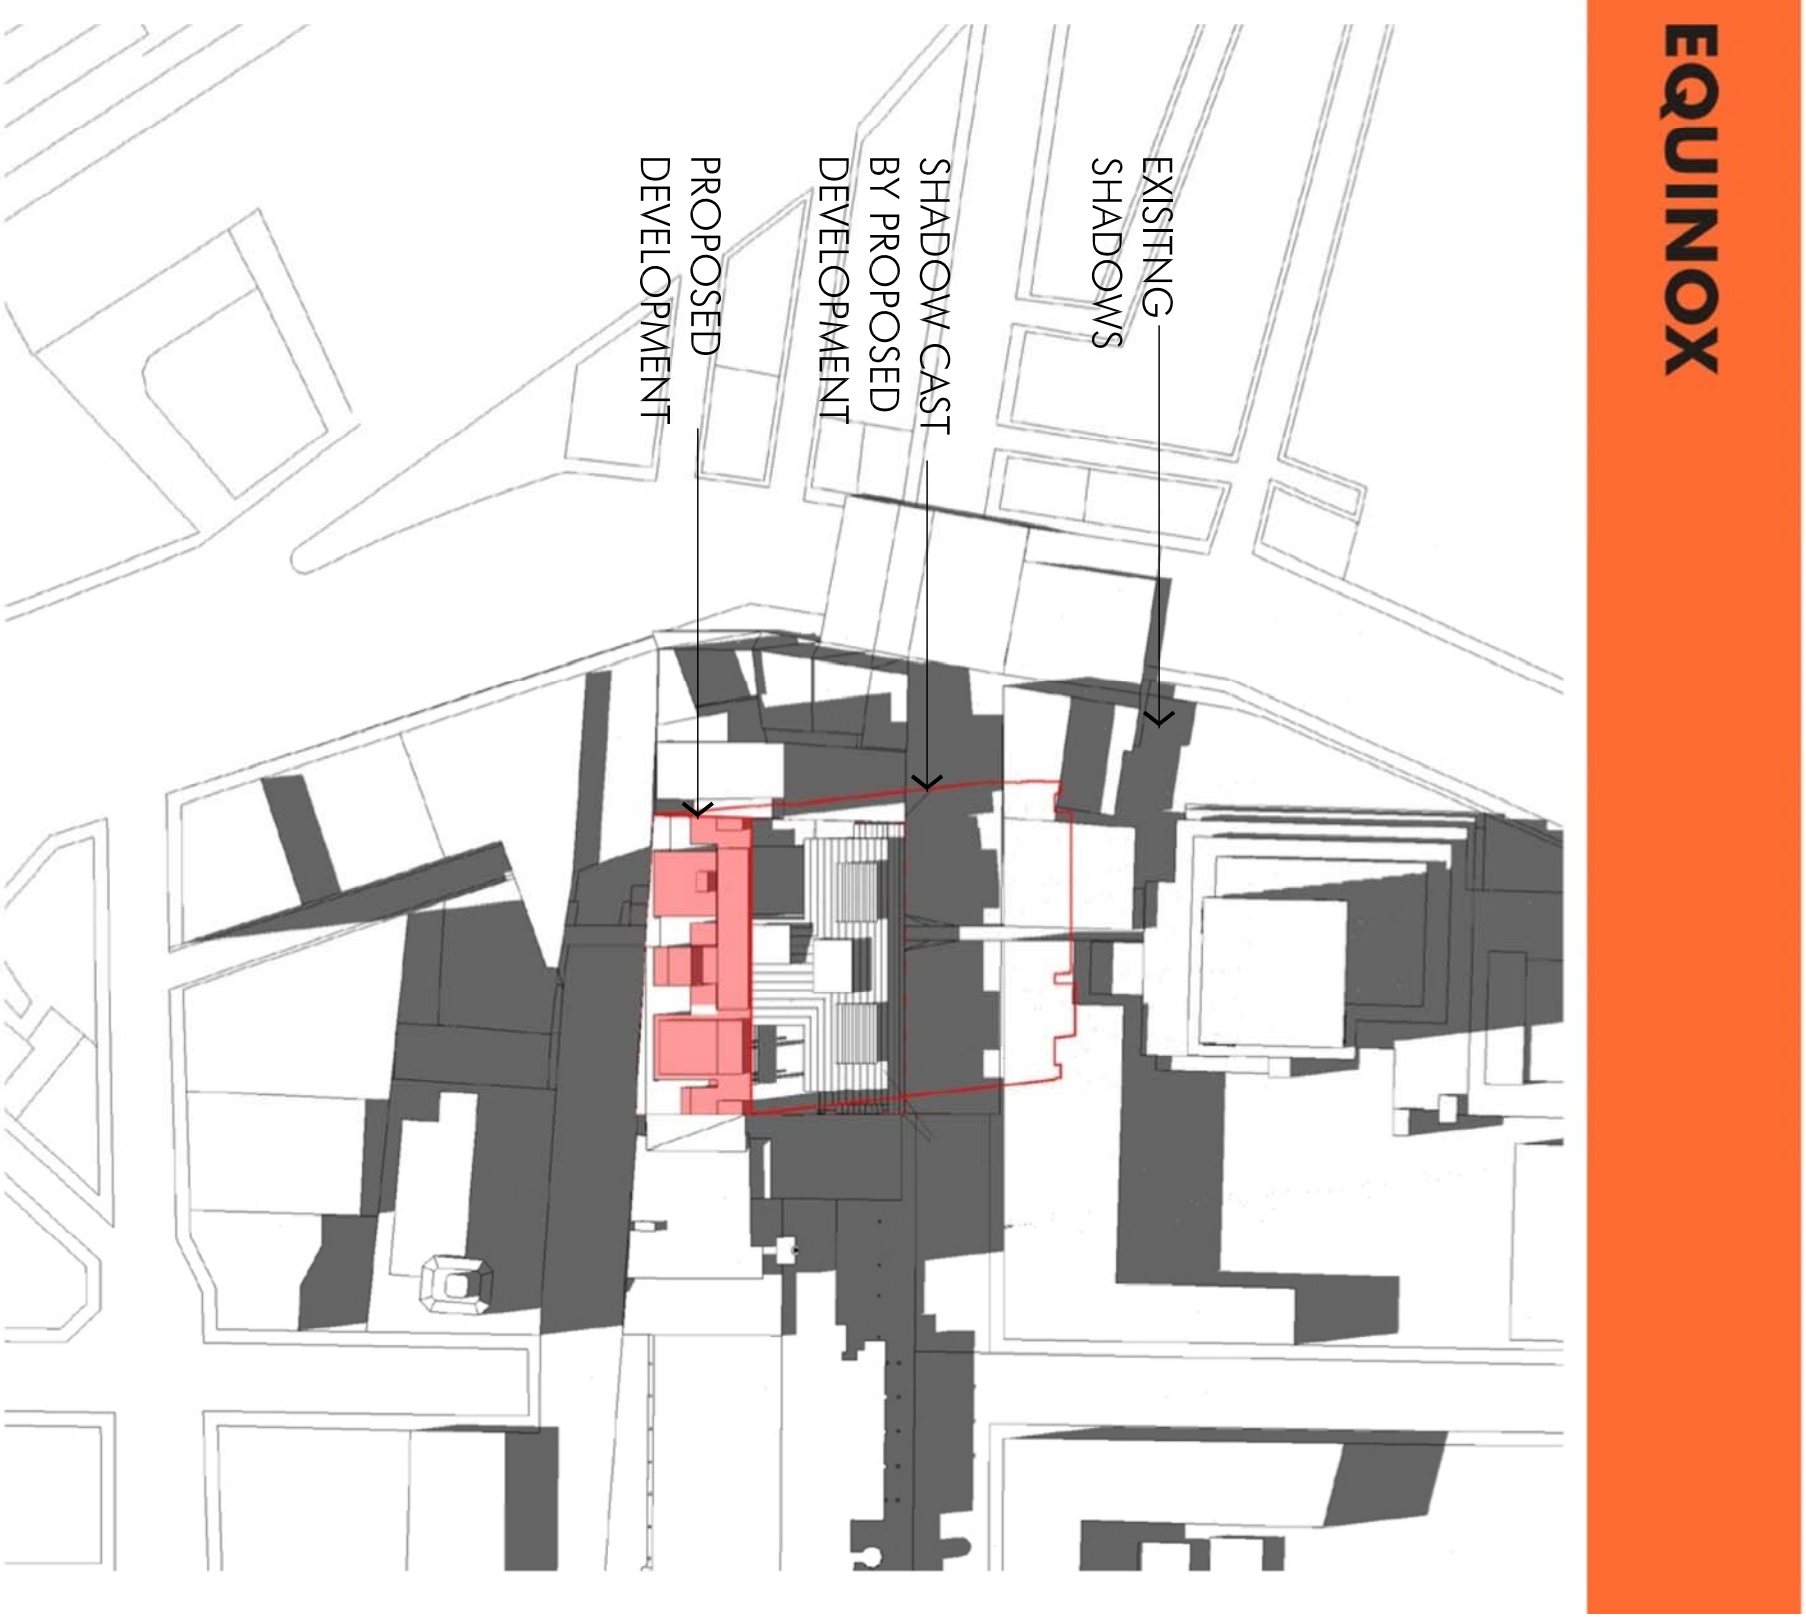 EQUINOX
EXISITNG
SHADOWS
SHADOW CAST
BY PROPOSED
DEVELOPMENT
PROPOSED
DEVELOPMENT